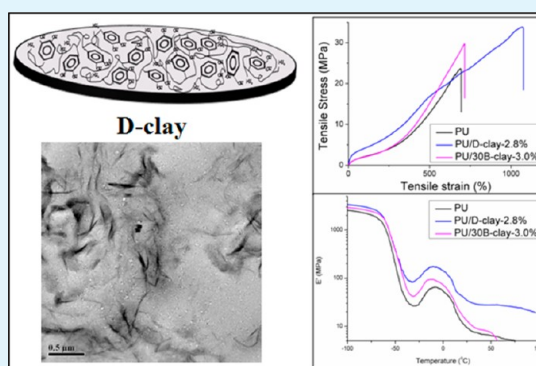 D-clay
0.5 µm
Tensile Stress (MPa)
30
20
10
0
PU
PU/D-clay-2.8%
PU/30B-clay-3.0%
0
500
1000
Tensile strain (%)
E' (MPa)
1000
100
10
PU
PU/D-clay-2.8%
PU/30B-clay-3.0%
-100
-50
0
50
Temperature (°C)